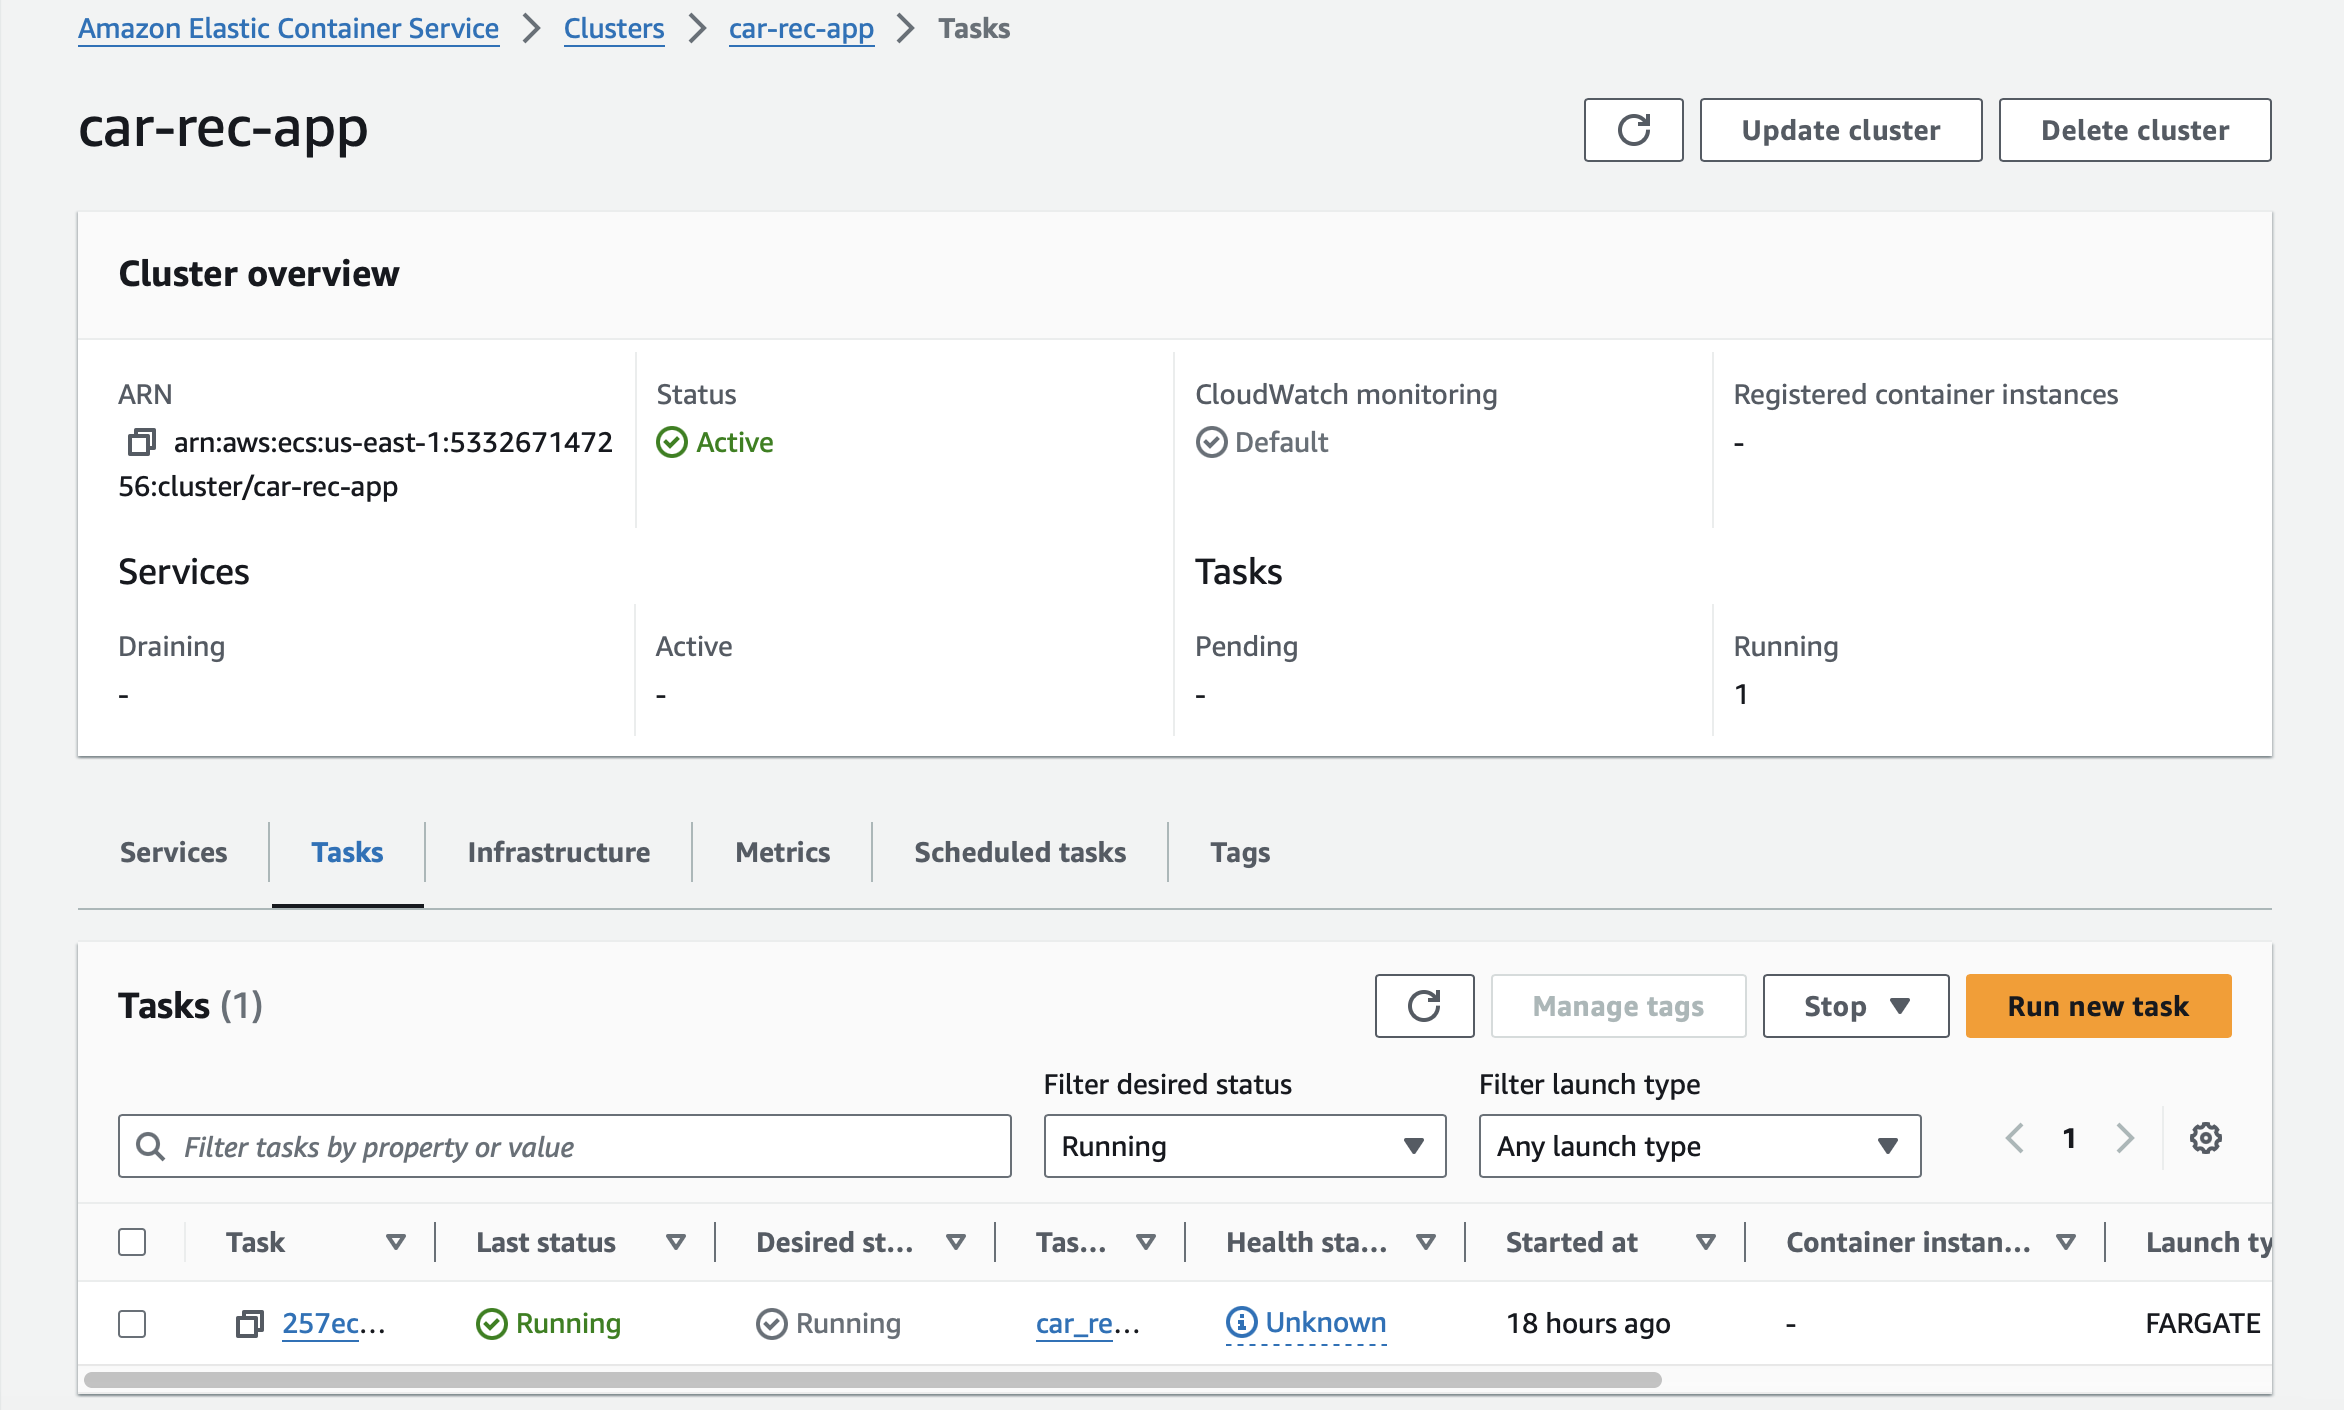 Amazon Elastic Container Service > Clusters > car-rec-app > Tasks
car-rec-app
Update cluster
Delete cluster
Cluster overview
ARN
arn:aws:ecs:us-east-1:5332671472
56:cluster/car-rec-app
Status
Active
CloudWatch monitoring
Default
Registered container instances
-
Services
Tasks
Draining
-
Active
-
Pending
-
Running
1
Services Tasks Infrastructure Metrics Scheduled tasks Tags
Tasks (1)
Manage tags
Stop
Run new task
Filter desired status
Filter launch type
Filter tasks by property or value
Running
Any launch type
1
Task Last status Desired st... Tas... Health sta... Started at Container instan... Launch ty
257ec... Running Running car_re... Unknown 18 hours ago - FARGATE